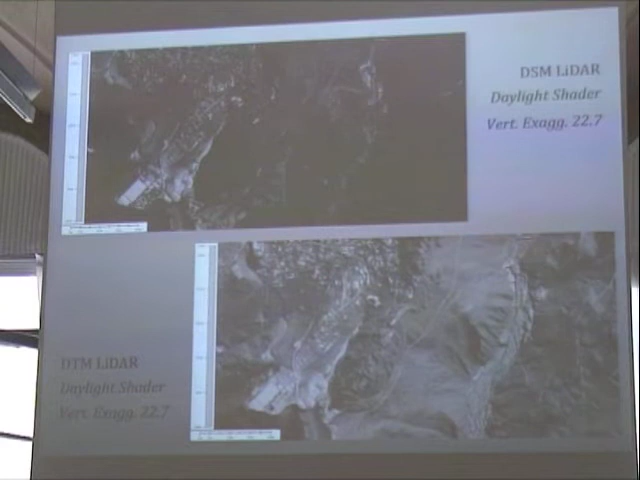 DSM LiDAR
Daylight Shader
Vert. Exagg. 22.7
DTM LiDAR
Daylight Shader
Vert. Exagg. 22.7